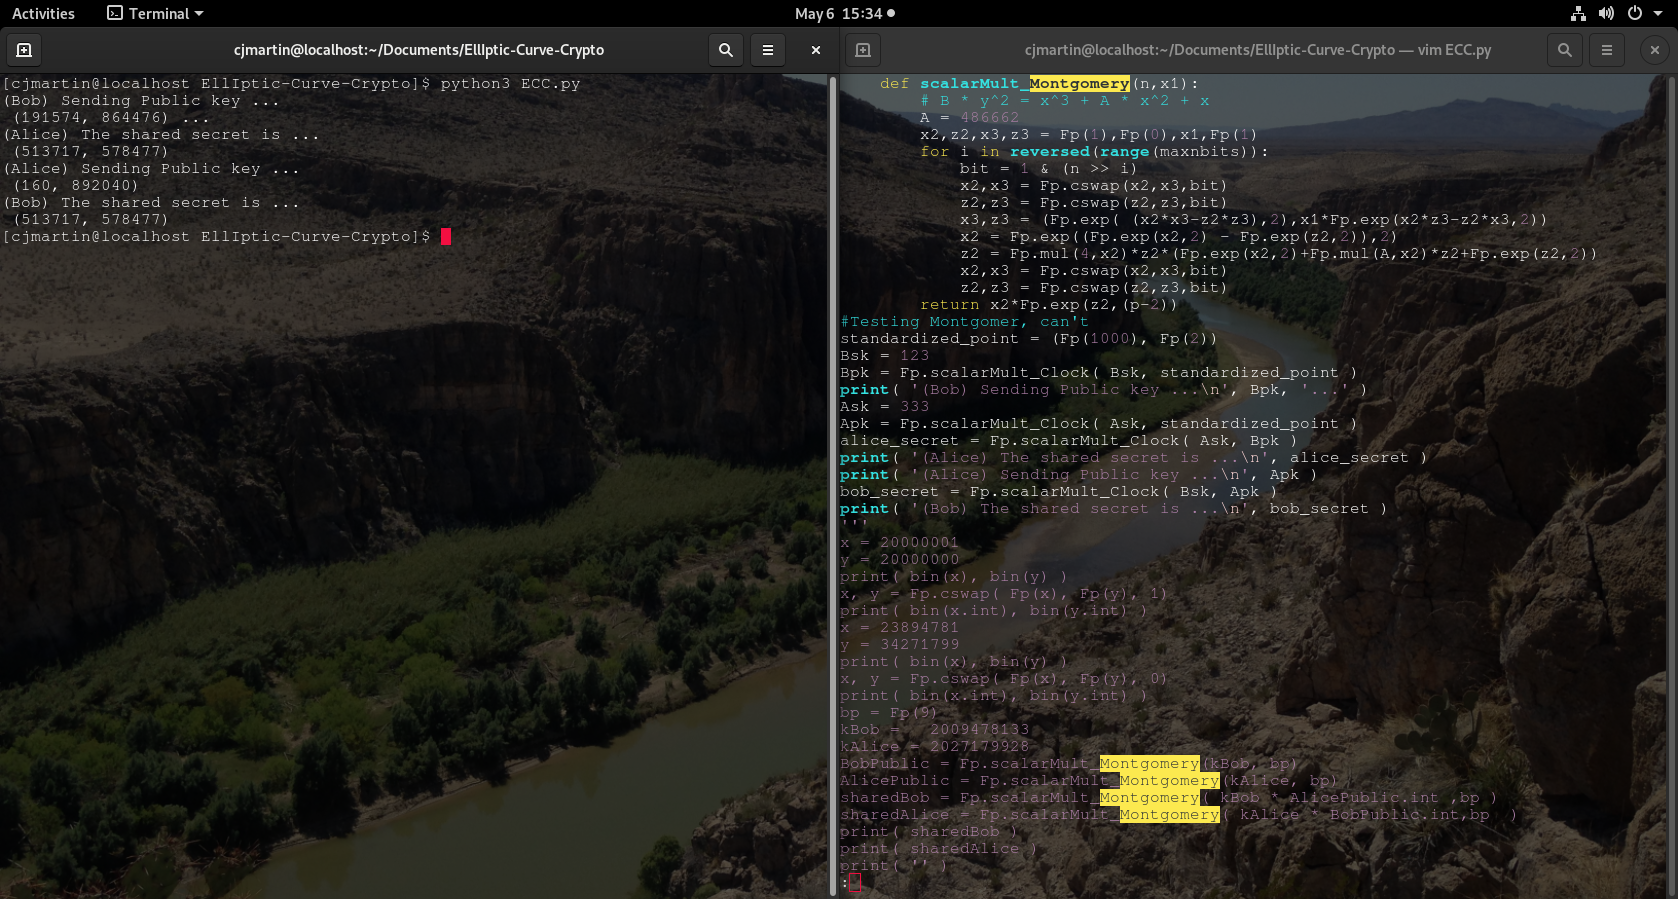 Activities
Terminal
May 6 15:34
cjmartin@localhost:~/Documents/EllIptic-Curve-Crypto
[cjmartin@localhost EllIptic-Curve-Crypto]$ python3 ECC.py
(Bob) Sending Public key ...
(191574, 864476) ...
(Alice) The shared secret is ...
(513717, 578477)
(Alice) Sending Public key ...
(160, 892040)
(Bob) The shared secret is ...
(513717, 578477)
[cjmartin@localhost EllIptic-Curve-Crypto]$
cjmartin@localhost:~/Documents/EllIptic-Curve-Crypto — vim ECC.py
def scalarMult_Montgomery(n,x1):
# B * y^2 = x^3 + A * x^2 + x
A = 486662
x2,z2,x3,z3 = Fp(1),Fp(0),x1,Fp(1)
for i in reversed(range(maxnbits)):
bit = 1 & (n >> i)
x2,x3 = Fp.cswap(x2,x3,bit)
z2,z3 = Fp.cswap(z2,z3,bit)
x3,z3 = (Fp.exp( (x2*x3-z2*z3),2),x1*Fp.exp(x2*z3-z2*x3,2))
x2 = Fp.exp((Fp.exp(x2,2) - Fp.exp(z2,2)),2)
z2 = Fp.mul(4,x2)*z2*(Fp.exp(x2,2)+Fp.mul(A,x2)*z2+Fp.exp(z2,2))
x2,x3 = Fp.cswap(x2,x3,bit)
z2,z3 = Fp.cswap(z2,z3,bit)
return x2*Fp.exp(z2,(p-2))
#Testing Montgomer, can't
standardized_point = (Fp(1000), Fp(2))
Bsk = 123
Bpk = Fp.scalarMult_Clock( Bsk, standardized_point )
print( '(Bob) Sending Public key ...\n', Bpk, '...' )
Ask = 333
Apk = Fp.scalarMult_Clock( Ask, standardized_point )
alice_secret = Fp.scalarMult_Clock( Ask, Bpk )
print( '(Alice) The shared secret is ...\n', alice_secret )
print( '(Alice) Sending Public key ...\n', Apk )
bob_secret = Fp.scalarMult_Clock( Bsk, Apk )
print( '(Bob) The shared secret is ...\n', bob_secret )
'''
x = 20000001
y = 20000000
print( bin(x), bin(y) )
x, y = Fp.cswap( Fp(x), Fp(y), 1)
print( bin(x.int), bin(y.int) )
x = 23894781
y = 34271799
print( bin(x), bin(y) )
x, y = Fp.cswap( Fp(x), Fp(y), 0)
print( bin(x.int), bin(y.int) )
bp = Fp(9)
kBob =   2009478133
kAlice = 2027179928
BobPublic = Fp.scalarMult_Montgomery(kBob, bp)
AlicePublic = Fp.scalarMult_Montgomery(kAlice, bp)
sharedBob = Fp.scalarMult_Montgomery( kBob * AlicePublic.int ,bp )
sharedAlice = Fp.scalarMult_Montgomery( kAlice * BobPublic.int,bp  )
print( sharedBob )
print( sharedAlice )
print( '' )
: